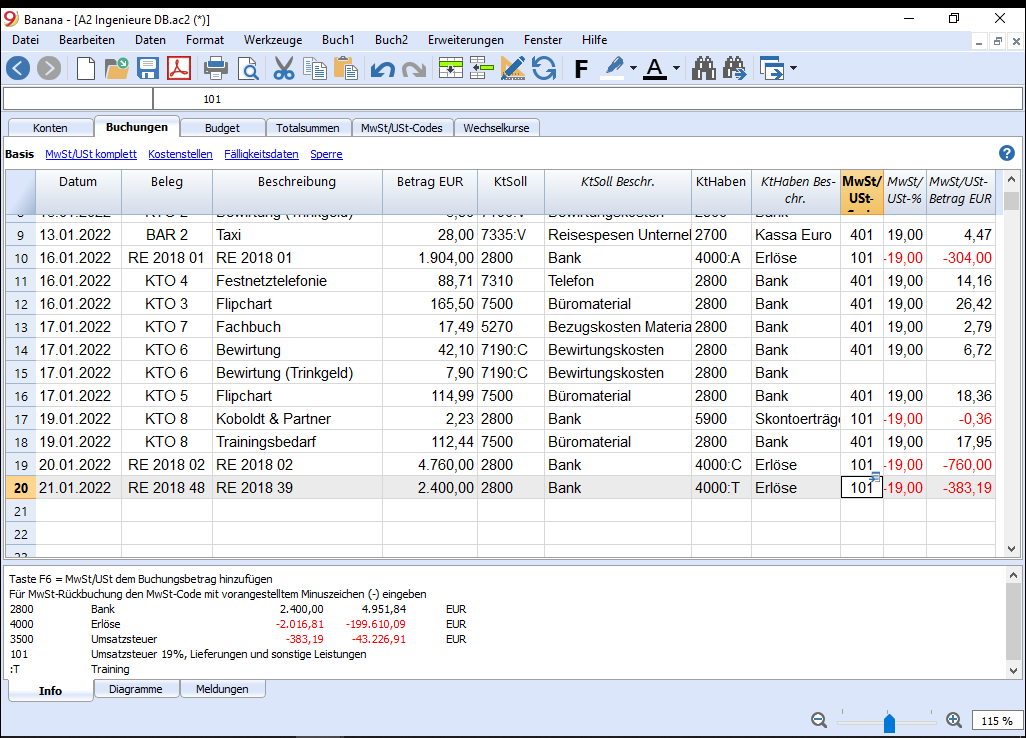 Banana - [A2 Ingenieure DB.ac2 (*)]
Datei Bearbeiten Daten Format Werkzeuge Buch1 Buch2 Erweiterungen Fenster Hilfe
F A
101
Konten Buchungen Budget Totalsummen MwSt/USt-Codes Wechselkurse
Basis MwSt/USt komplett Kostenstellen Fälligkeitsdaten Sperre
Datum Beleg Beschreibung Betrag EUR KtSoll KtSoll Beschr. KtHaben KtHaben Bes- MwSt/ MwSt/ MwSt/USt-
chr. USt- USt-% Betrag EUR
9 13.01.2022 BAR 2 Taxi 28,00 7335:V Reisespesen Unternel 2700 Kassa Euro 401 19,00 4,47
10 16.01.2022 RE 2018 01 RE 2018 01 1.904,00 2800 Bank 4000:A Erlöse 101 -19,00 -304,00
11 16.01.2022 KTO 4 Festnetztelefonie 88,71 7310 Telefon 2800 Bank 401 19,00 14,16
12 16.01.2022 KTO 3 Flipchart 165,50 7500 Büromaterial 2800 Bank 401 19,00 26,42
13 17.01.2022 KTO 7 Fachbuch 17,49 5270 Bezugskosten Materia 2800 Bank 401 19,00 2,79
14 17.01.2022 KTO 6 Bewirtung 42,10 7190:C Bewirtungskosten 2800 Bank 401 19,00 6,72
15 17.01.2022 KTO 6 Bewirtung (Trinkgeld) 7,90 7190:C Bewirtungskosten 2800 Bank
16 17.01.2022 KTO 5 Flipchart 114,99 7500 Büromaterial 2800 Bank 401 19,00 18,36
17 19.01.2022 KTO 8 Koboldt & Partner 2,23 2800 Bank 5900 Skontoerträge 101 -19,00 -0,36
18 19.01.2022 KTO 8 Trainingsbedarf 112,44 7500 Büromaterial 2800 Bank 401 19,00 17,95
19 20.01.2022 RE 2018 02 RE 2018 02 4.760,00 2800 Bank 4000:C Erlöse 101 -19,00 -760,00
20 21.01.2022 RE 2018 48 RE 2018 39 2.400,00 2800 Bank 4000:T Erlöse 101 -19,00 -383,19
21
22
Taste F6 = MwSt/USt dem Buchungsbetrag hinzufügen
Für MwSt-Rückbuchung den MwSt-Code mit vorangestelltem Minuszeichen (-) eingeben
2800 Bank 2.400,00 4.951,84 EUR
4000 Erlöse -2.016,81 -199.610,09 EUR
3500 Umsatzsteuer -383,19 -43.226,91 EUR
101 Umsatzsteuer 19%, Lieferungen und sonstige Leistungen
:T Training
Info Diagramme Meldungen
115 %